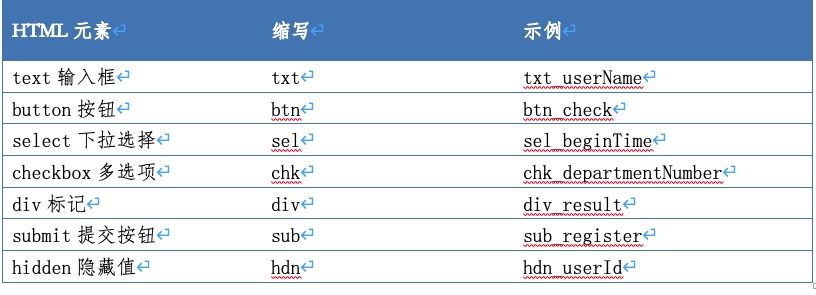 HTML 元素 缩写 示例
text 输入框 txt txt_userName
button 按钮 btn btn_check
select 下拉选择 sel sel_beginTime
checkbox 多选项 chk chk_departmentNumber
div 标记 div div_result
submit 提交按钮 sub sub_register
hidden 隐藏值 hdn hdn_userId